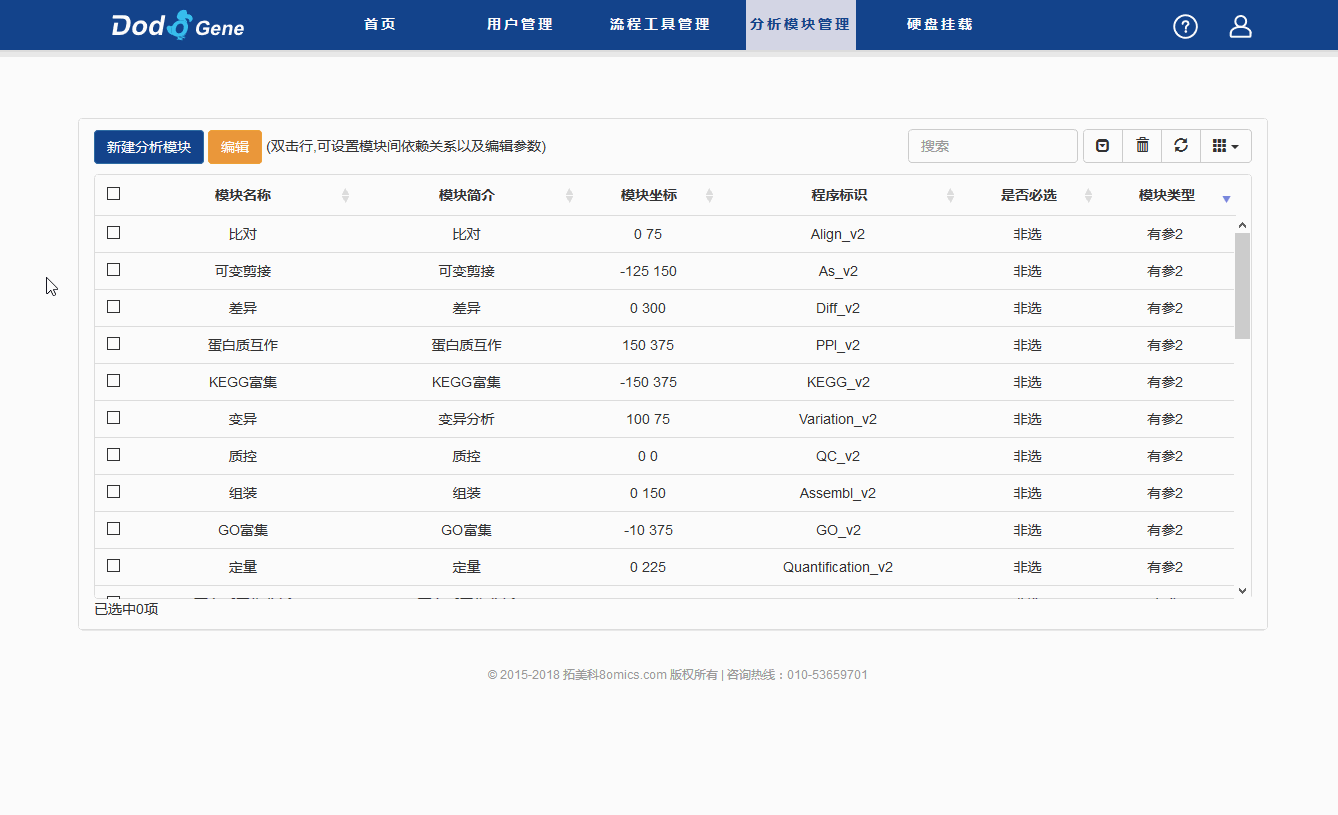 Dodo Gene 首页 用户管理 流程工具管理 分析模块管理 硬盘挂载 ?
新建分析模块 编辑 (双击行,可设置模块间依赖关系以及编辑参数) 搜索
模块名称 模块简介 模块坐标 程序标识 是否必选 模块类型
比对 比对 0 75 Align_v2 非选 有参2
可变剪接 可变剪接 -125 150 As_v2 非选 有参2
差异 差异 0 300 Diff_v2 非选 有参2
蛋白质互作 蛋白质互作 150 375 PPI_v2 非选 有参2
KEGG富集 KEGG富集 -150 375 KEGG_v2 非选 有参2
变异 变异分析 100 75 Variation_v2 非选 有参2
质控 质控 0 0 QC_v2 非选 有参2
组装 组装 0 150 Assembl_v2 非选 有参2
GO富集 GO富集 -10 375 GO_v2 非选 有参2
定量 定量 0 225 Quantification_v2 非选 有参2
已选中0项
© 2015-2018 拓美科8omics.com 版权所有 | 咨询热线：010-53659701